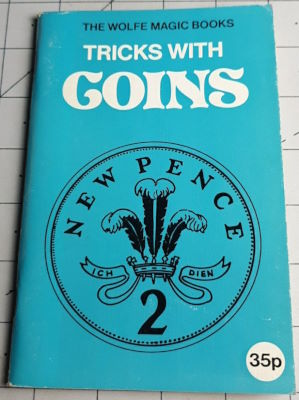 THE WOLFE MAGIC BOOKS
TRICKS WITH
COINS
NEW PENCE
ICH DIEN
2
35p